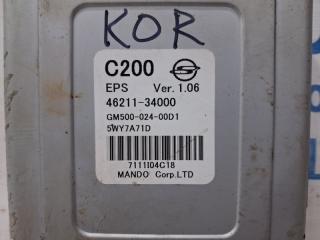 KOR
C200
EPS Ver. 1.06
46211-34000
GM500-024-00D1
5WY7A71D
7111I04C18
MANDO Corp.LTD